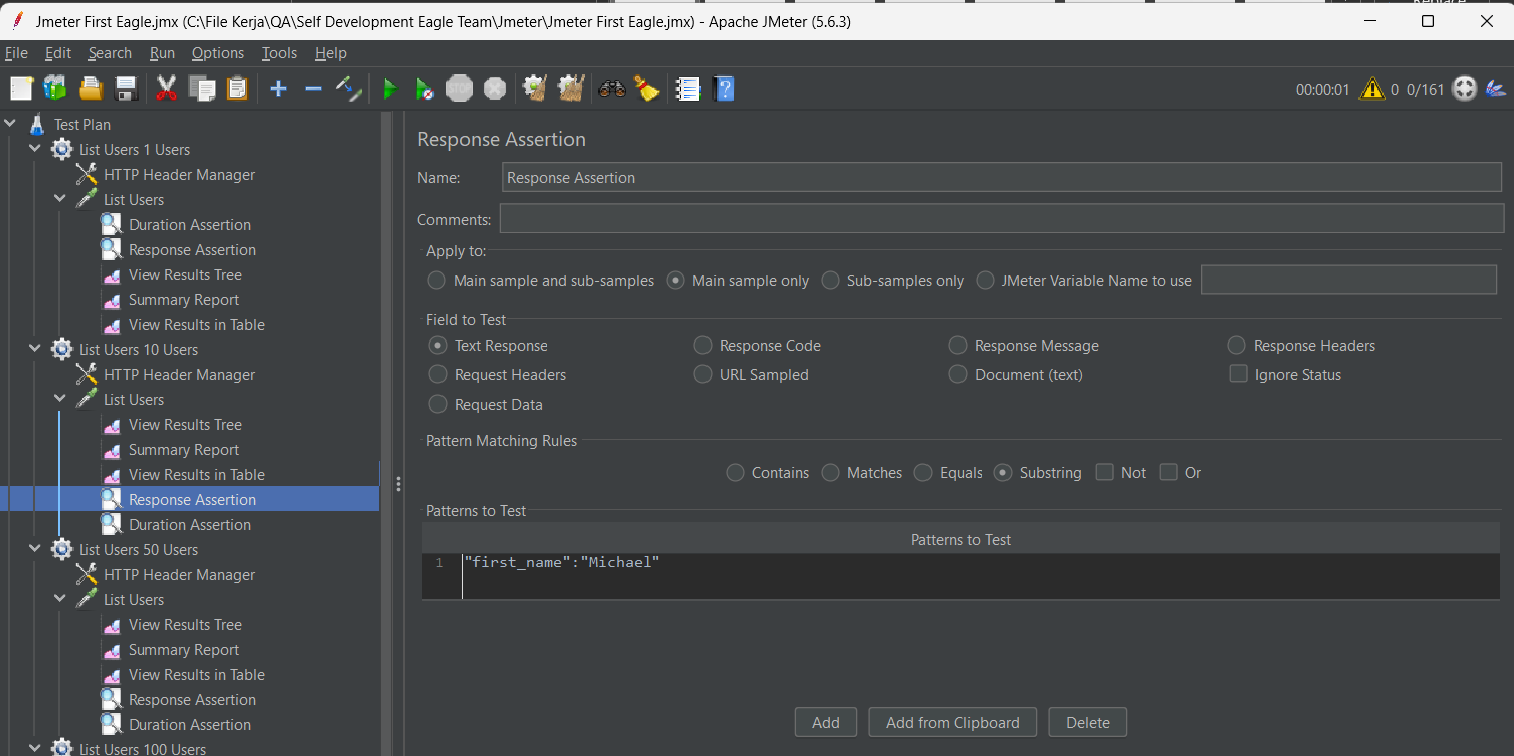 Jmeter First Eagle.jmx (C:\File Kerja\QA\Self Development Eagle Team\Jmeter\Jmeter First Eagle.jmx) - Apache JMeter (5.6.3)
File Edit Search Run Options Tools Help
STOP
00:00:01 0 0/161
Test Plan
List Users 1 Users
HTTP Header Manager
List Users
Duration Assertion
Response Assertion
View Results Tree
Summary Report
View Results in Table
List Users 10 Users
HTTP Header Manager
List Users
View Results Tree
Summary Report
View Results in Table
Response Assertion
Duration Assertion
List Users 50 Users
HTTP Header Manager
List Users
View Results Tree
Summary Report
View Results in Table
Response Assertion
Duration Assertion
List Users 100 Users
Response Assertion
Name: Response Assertion
Comments:
Apply to:
Main sample and sub-samples Main sample only Sub-samples only JMeter Variable Name to use
Field to Test
Text Response Response Code Response Message Response Headers
Request Headers URL Sampled Document (text) Ignore Status
Request Data
Pattern Matching Rules
Contains Matches Equals Substring Not Or
Patterns to Test
Patterns to Test
1 "first_name":"Michael"
Add Add from Clipboard Delete